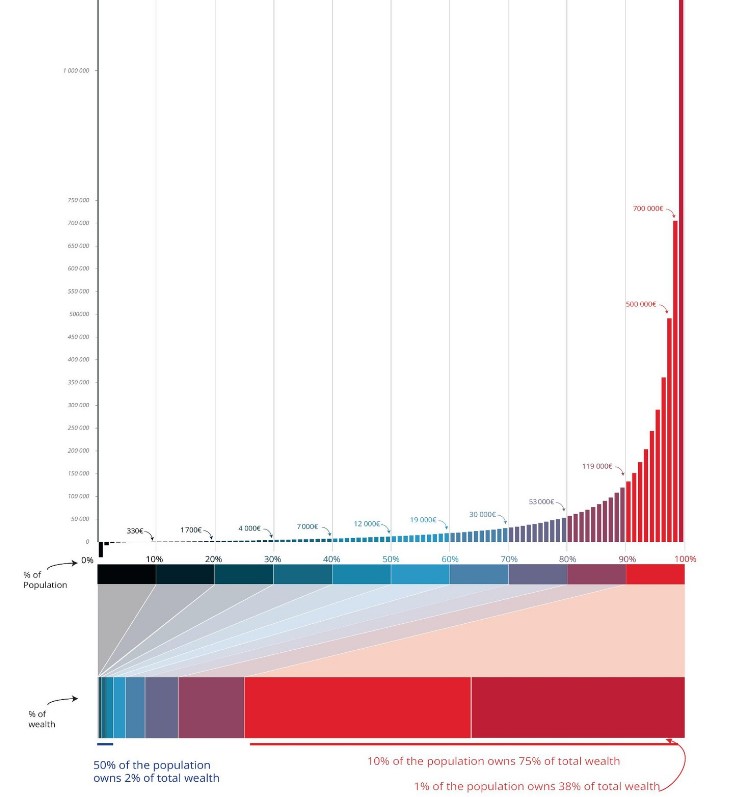 1 000 000
750 000
700 000
650 000
600 000
550 000
500000
450 000
400 000
350 000
300 000
250 000
200 000
150 000
100 000
50 000
0
700 000€
500 000€
119 000€
53000€
30 000€
19 000€
12 000€
7000€
4 000€
1700€
330€
0% 10% 20% 30% 40% 50% 60% 70% 80% 90% 100%
% of
Population
% of
wealth
50% of the population
owns 2% of total wealth
10% of the population owns 75% of total wealth
1% of the population owns 38% of total wealth